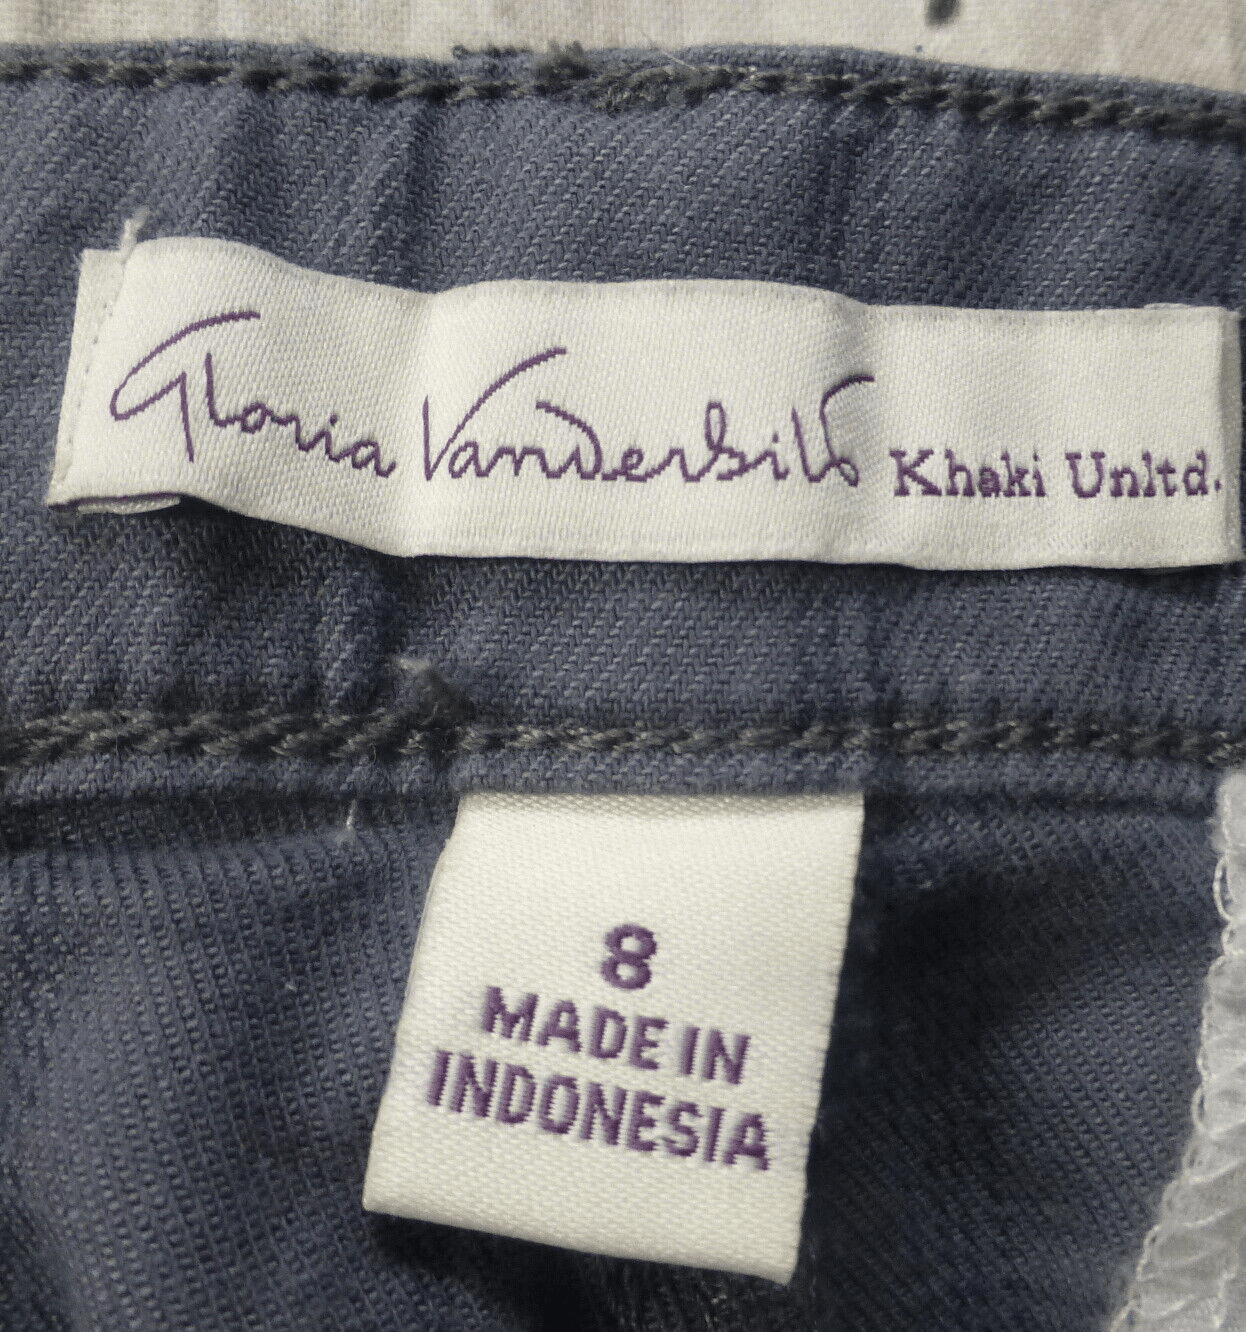 Gloria Vanderbilt Khaki Unltd.
8
MADE IN
INDONESIA